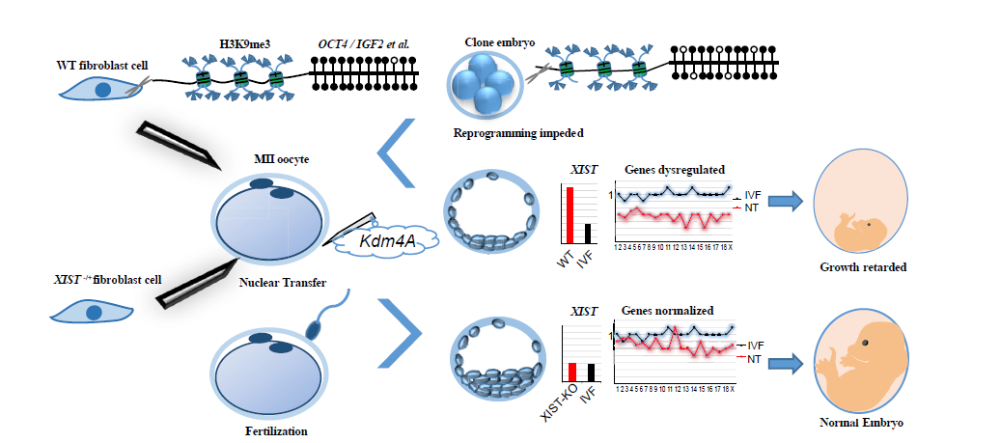 H3K9me3
OCT4 / IGF2 et al.
Clone embryo
WT fibroblast cell
Reprogramming impeded
MII oocyte
XIST
Genes dysregulated
1
IVF
NT
Kdm4A
WT
IVF
1 2 3 4 5 6 7 8 9 10 11 12 13 14 15 16 17 18 X
Growth retarded
XIST -/+ fibroblast cell
Nuclear Transfer
XIST
Genes normalized
1
IVF
NT
XIST-KO
IVF
1 2 3 4 5 6 7 8 9 10 11 12 13 14 15 16 17 18 X
Fertilization
Normal Embryo